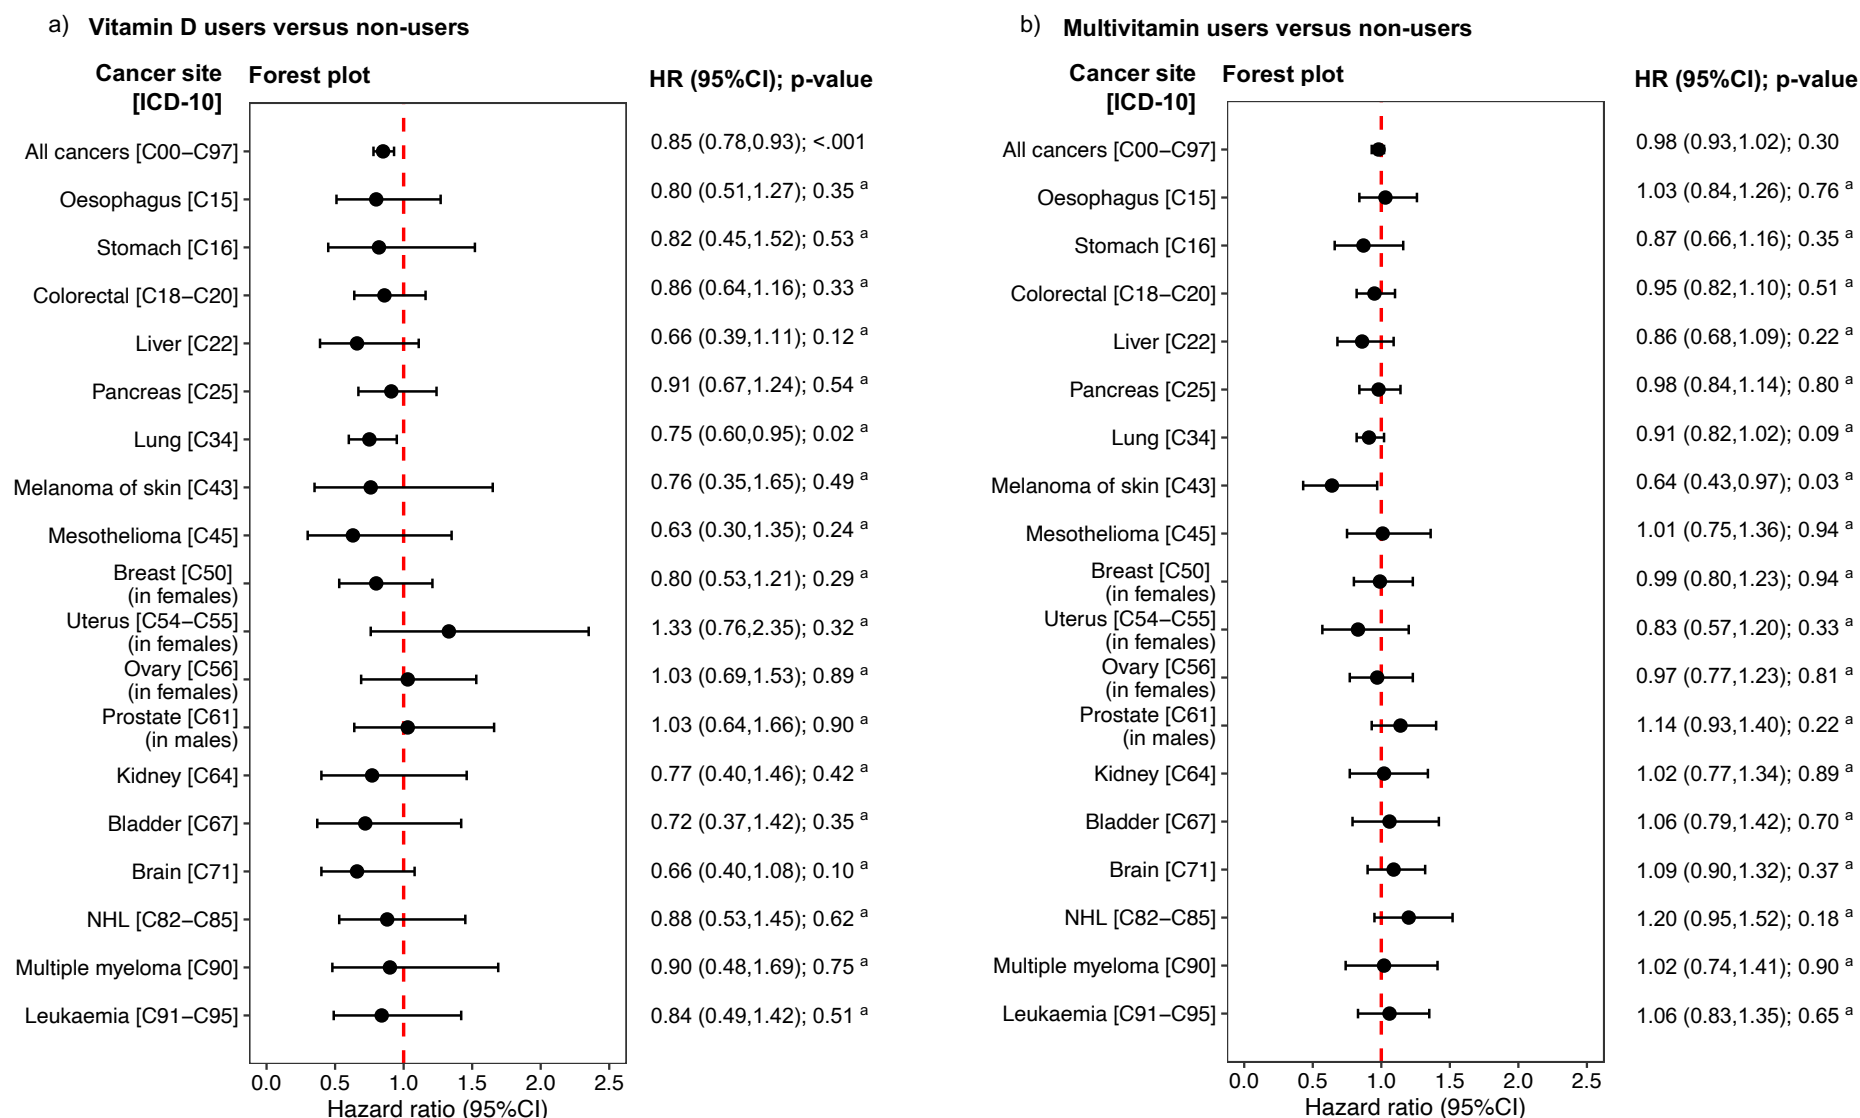 a) Vitamin D users versus non-users
Cancer site Forest plot HR (95%CI); p-value
[ICD-10]
All cancers [C00–C97] 0.85 (0.78,0.93); <.001
Oesophagus [C15] 0.80 (0.51,1.27); 0.35 a
Stomach [C16] 0.82 (0.45,1.52); 0.53 a
Colorectal [C18–C20] 0.86 (0.64,1.16); 0.33 a
Liver [C22] 0.66 (0.39,1.11); 0.12 a
Pancreas [C25] 0.91 (0.67,1.24); 0.54 a
Lung [C34] 0.75 (0.60,0.95); 0.02 a
Melanoma of skin [C43] 0.76 (0.35,1.65); 0.49 a
Mesothelioma [C45] 0.63 (0.30,1.35); 0.24 a
Breast [C50] 0.80 (0.53,1.21); 0.29 a
(in females)
Uterus [C54–C55] 1.33 (0.76,2.35); 0.32 a
(in females)
Ovary [C56] 1.03 (0.69,1.53); 0.89 a
(in females)
Prostate [C61] 1.03 (0.64,1.66); 0.90 a
(in males)
Kidney [C64] 0.77 (0.40,1.46); 0.42 a
Bladder [C67] 0.72 (0.37,1.42); 0.35 a
Brain [C71] 0.66 (0.40,1.08); 0.10 a
NHL [C82–C85] 0.88 (0.53,1.45); 0.62 a
Multiple myeloma [C90] 0.90 (0.48,1.69); 0.75 a
Leukaemia [C91–C95] 0.84 (0.49,1.42); 0.51 a
0.0 0.5 1.0 1.5 2.0 2.5
Hazard ratio (95%CI)
b) Multivitamin users versus non-users
Cancer site Forest plot HR (95%CI); p-value
[ICD-10]
All cancers [C00–C97] 0.98 (0.93,1.02); 0.30
Oesophagus [C15] 1.03 (0.84,1.26); 0.76 a
Stomach [C16] 0.87 (0.66,1.16); 0.35 a
Colorectal [C18–C20] 0.95 (0.82,1.10); 0.51 a
Liver [C22] 0.86 (0.68,1.09); 0.22 a
Pancreas [C25] 0.98 (0.84,1.14); 0.80 a
Lung [C34] 0.91 (0.82,1.02); 0.09 a
Melanoma of skin [C43] 0.64 (0.43,0.97); 0.03 a
Mesothelioma [C45] 1.01 (0.75,1.36); 0.94 a
Breast [C50] 0.99 (0.80,1.23); 0.94 a
(in females)
Uterus [C54–C55] 0.83 (0.57,1.20); 0.33 a
(in females)
Ovary [C56] 0.97 (0.77,1.23); 0.81 a
(in females)
Prostate [C61] 1.14 (0.93,1.40); 0.22 a
(in males)
Kidney [C64] 1.02 (0.77,1.34); 0.89 a
Bladder [C67] 1.06 (0.79,1.42); 0.70 a
Brain [C71] 1.09 (0.90,1.32); 0.37 a
NHL [C82–C85] 1.20 (0.95,1.52); 0.18 a
Multiple myeloma [C90] 1.02 (0.74,1.41); 0.90 a
Leukaemia [C91–C95] 1.06 (0.83,1.35); 0.65 a
0.0 0.5 1.0 1.5 2.0 2.5
Hazard ratio (95%CI)